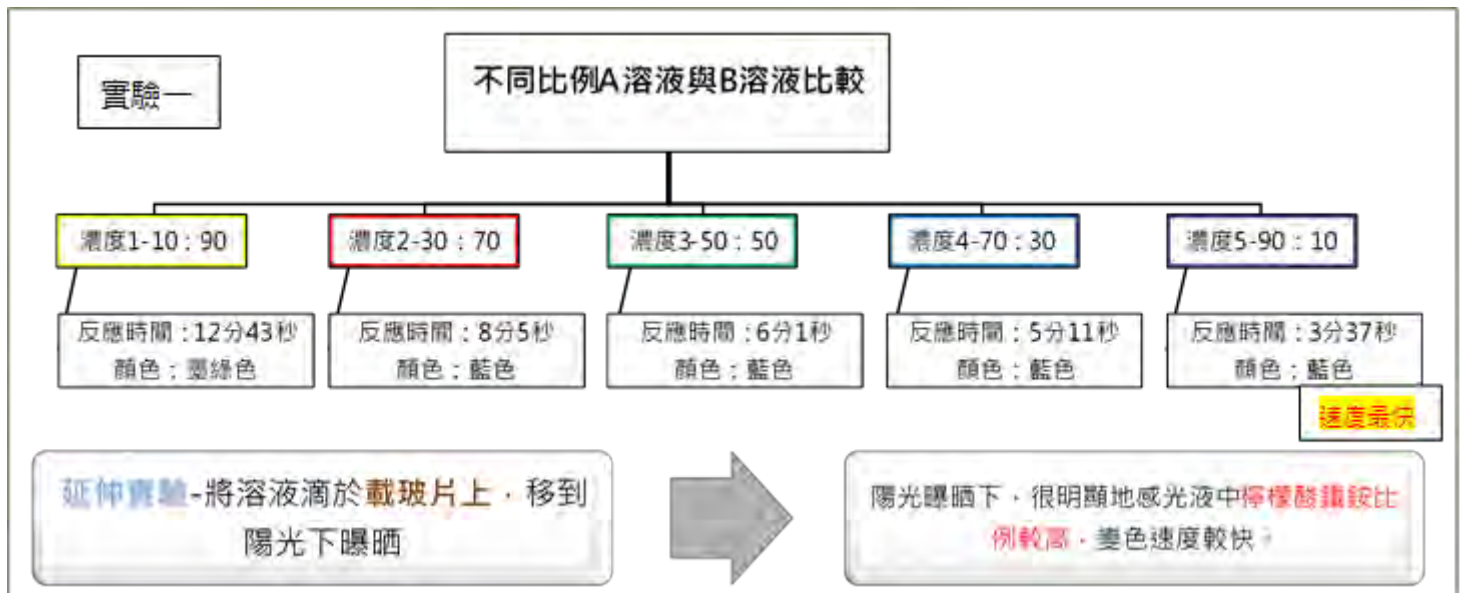 實驗一
不同比例A溶液與B溶液比較
濃度1-10：90
濃度2-30：70
濃度3-50：50
濃度4-70：30
濃度5-90：10
反應時間：12分43秒
顏色：墨綠色
反應時間：8分5秒
顏色：藍色
反應時間：6分1秒
顏色：藍色
反應時間：5分11秒
顏色：藍色
反應時間：3分37秒
顏色：藍色
速度最快
延伸實驗-將溶液滴於載玻片上，移到
陽光下曝晒
陽光曝晒下，很明顯地感光液中檸檬酸鐵銨比
例較高，變色速度較快。